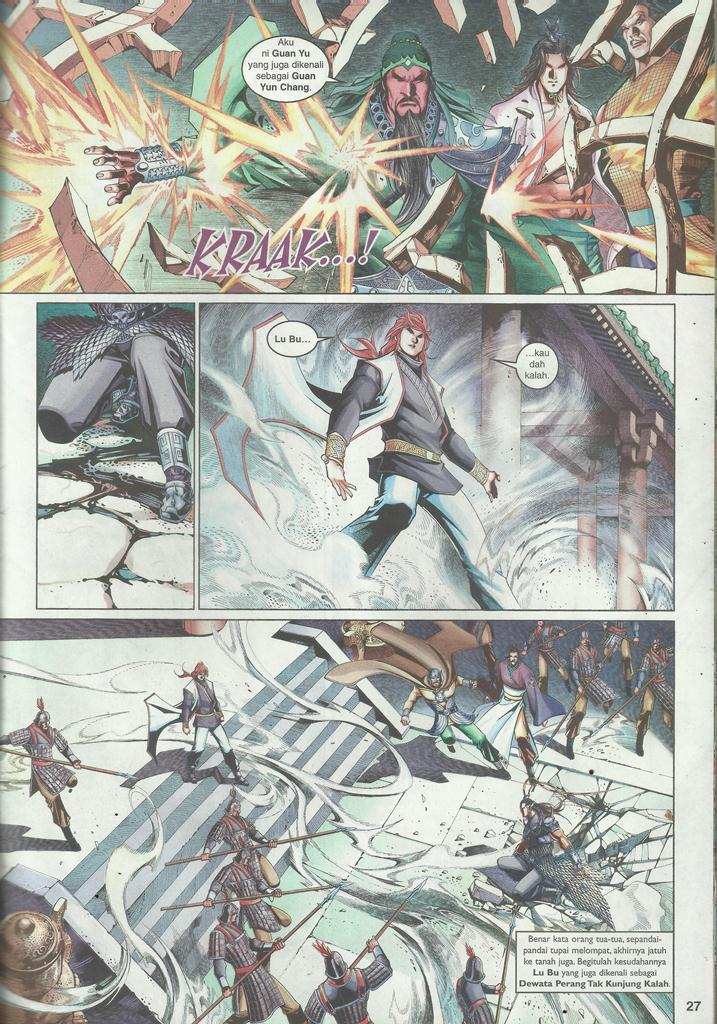 Aku
ni Guan Yu
yang juga dikenali
sebagai Guan
Yun Chang.
KRAAK...!
Lu Bu...
...kau
dah
kalah.
Benar kata orang tua-tua, sepandai-
pandai tupai melompat, akhirnya jatuh
ke tanah juga. Begitulah kesudahannya
Lu Bu yang juga dikenali sebagai
Dewata Perang Tak Kunjung Kalah.
27